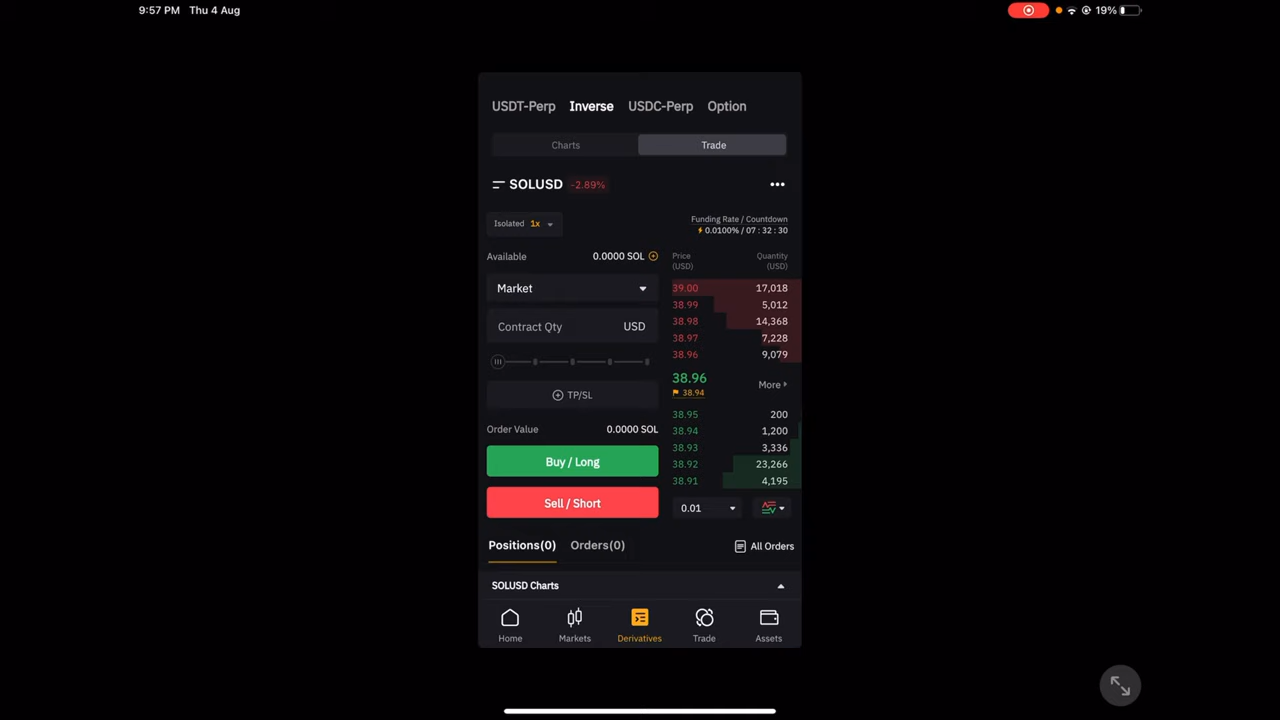 9:57 PM Thu 4 Aug
19%
USDT-Perp Inverse USDC-Perp Option
Charts Trade
SOLUSD -2.89%
Isolated 1x
Funding Rate / Countdown
0.0100% / 07 : 32 : 30
Available 0.0000 SOL
Price (USD) Quantity (USD)
Market
Contract Qty USD
TP/SL
Order Value 0.0000 SOL
Buy / Long
Sell / Short
39.00 17,018
38.99 5,012
38.98 14,368
38.97 7,228
38.96 9,079
38.96
38.94
More
38.95 200
38.94 1,200
38.93 3,336
38.92 23,266
38.91 4,195
0.01
Positions(0) Orders(0) All Orders
SOLUSD Charts
Home Markets Derivatives Trade Assets